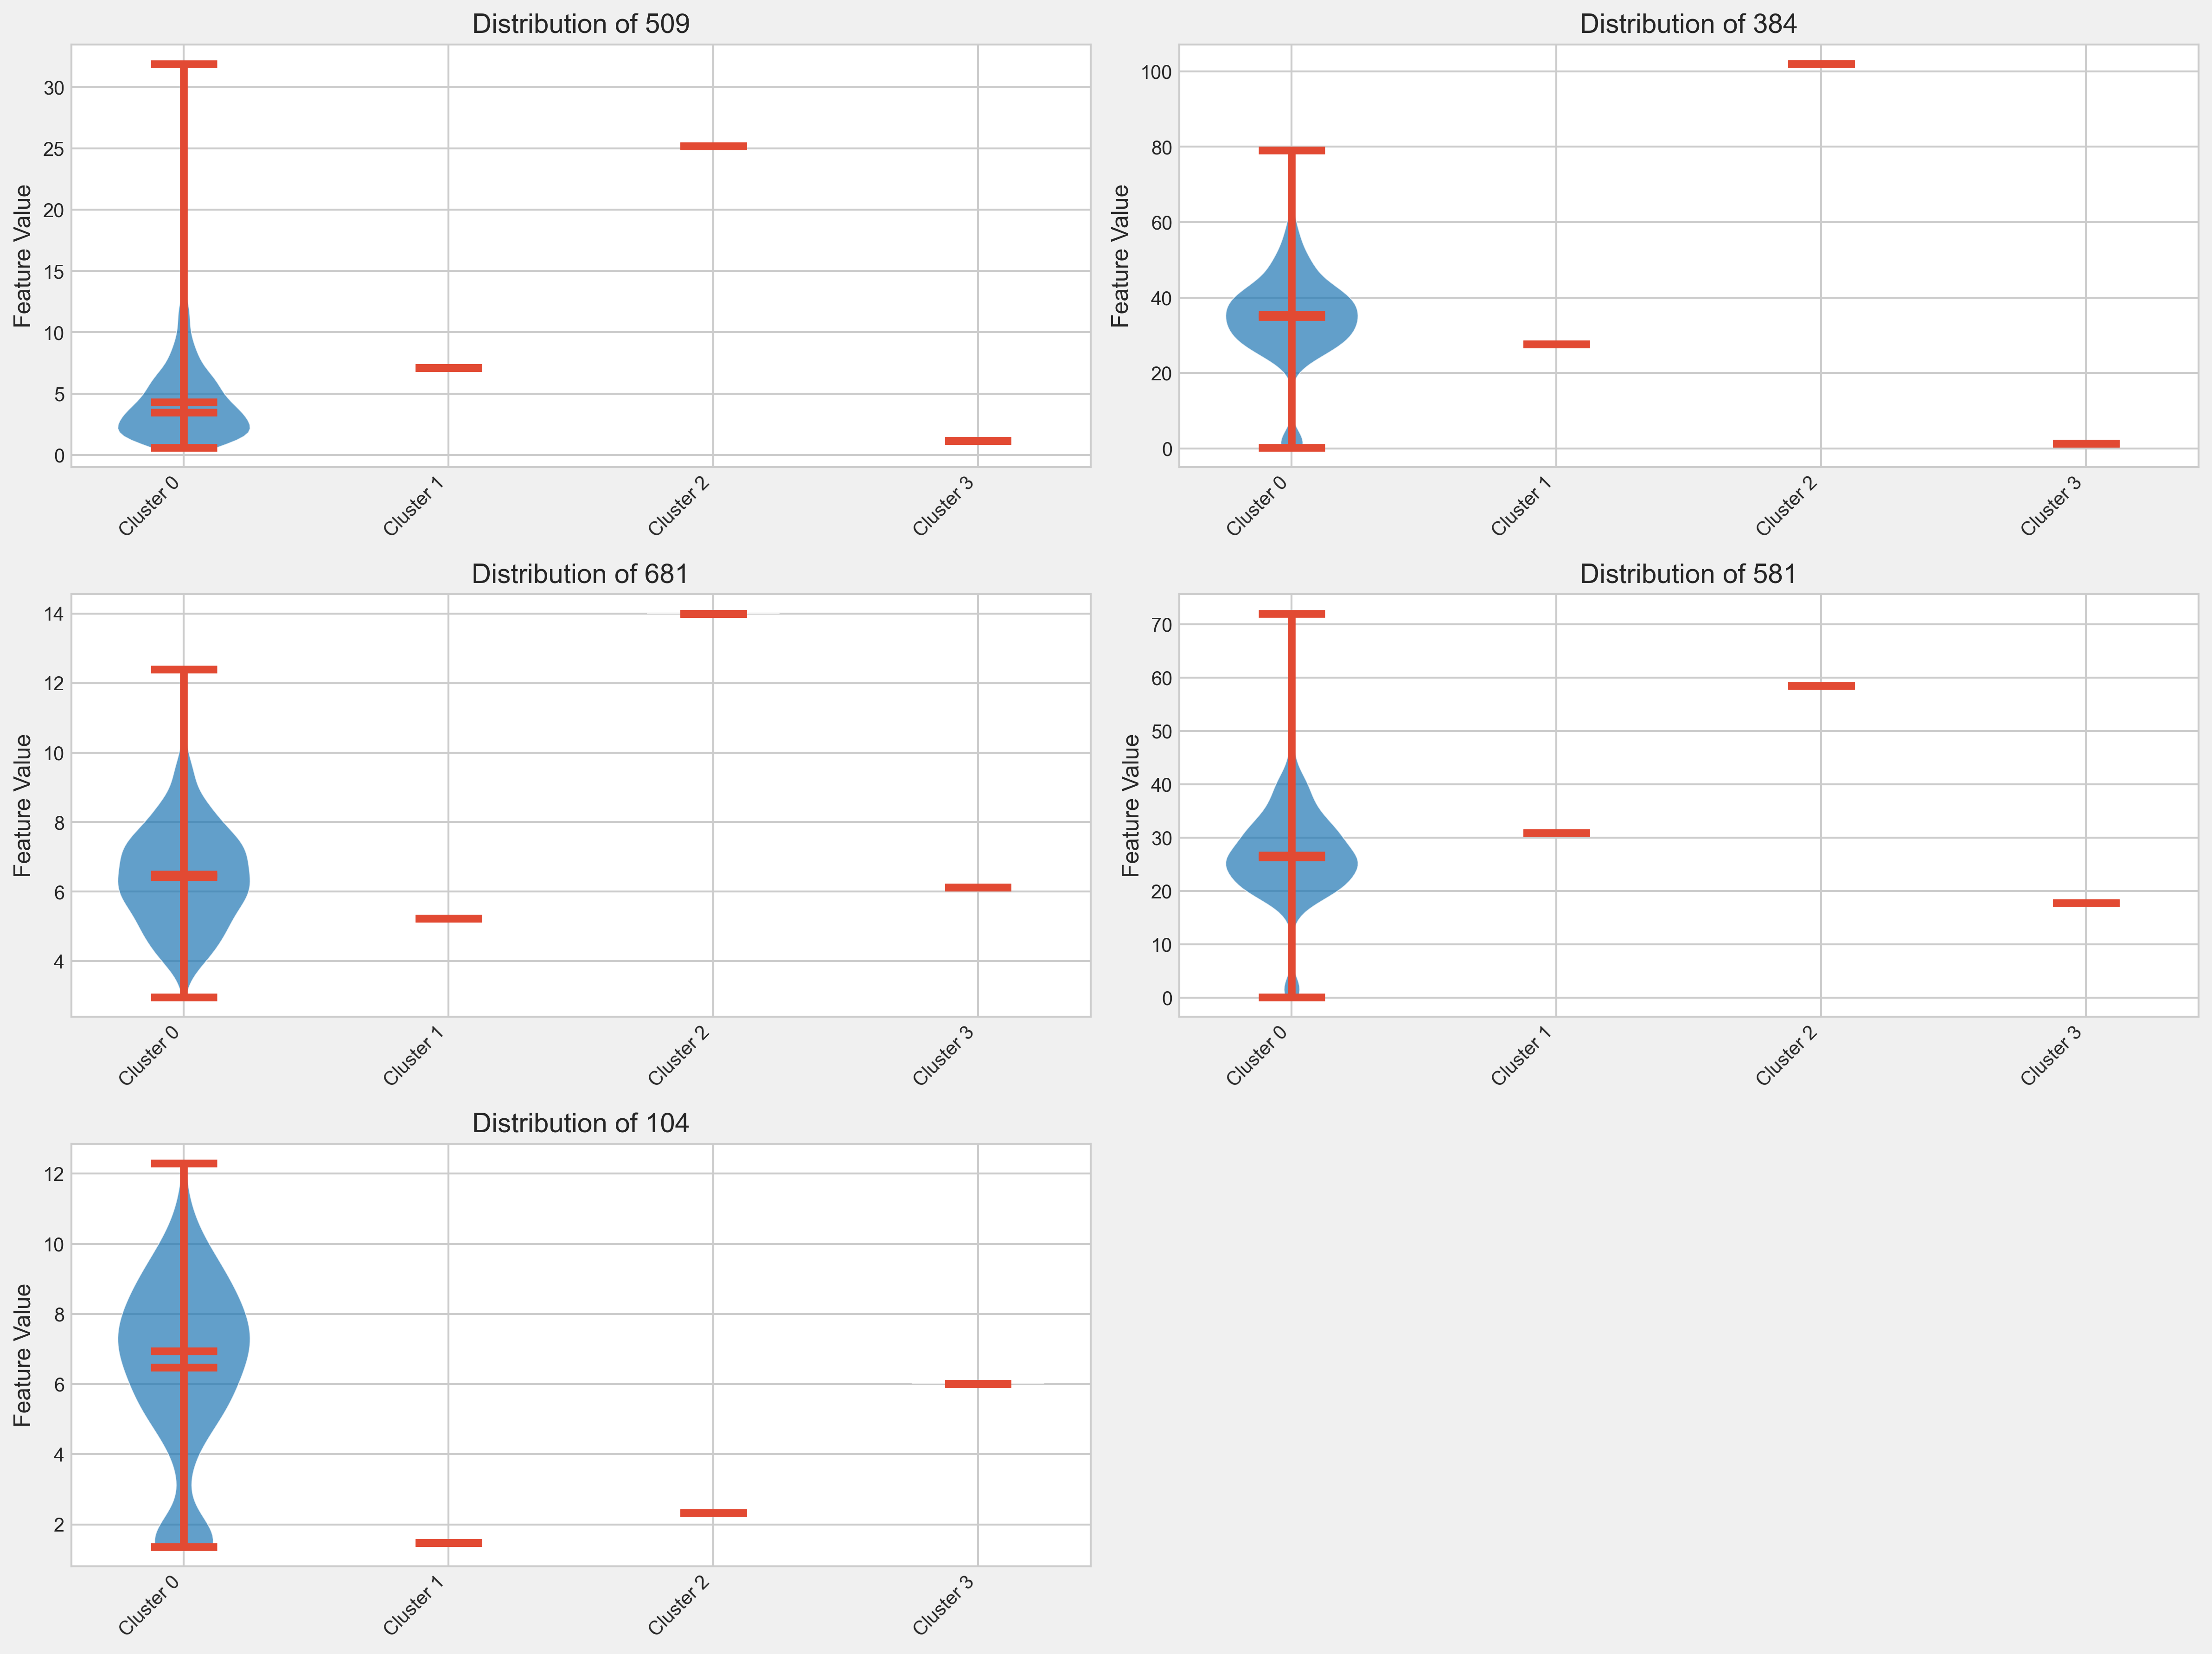 Distribution of 509
Feature Value
30
25
20
15
10
5
0
Cluster 0
Cluster 1
Cluster 2
Cluster 3
Distribution of 384
Feature Value
100
80
60
40
20
0
Cluster 0
Cluster 1
Cluster 2
Cluster 3
Distribution of 681
Feature Value
14
12
10
8
6
4
Cluster 0
Cluster 1
Cluster 2
Cluster 3
Distribution of 581
Feature Value
70
60
50
40
30
20
10
0
Cluster 0
Cluster 1
Cluster 2
Cluster 3
Distribution of 104
Feature Value
12
10
8
6
4
2
Cluster 0
Cluster 1
Cluster 2
Cluster 3